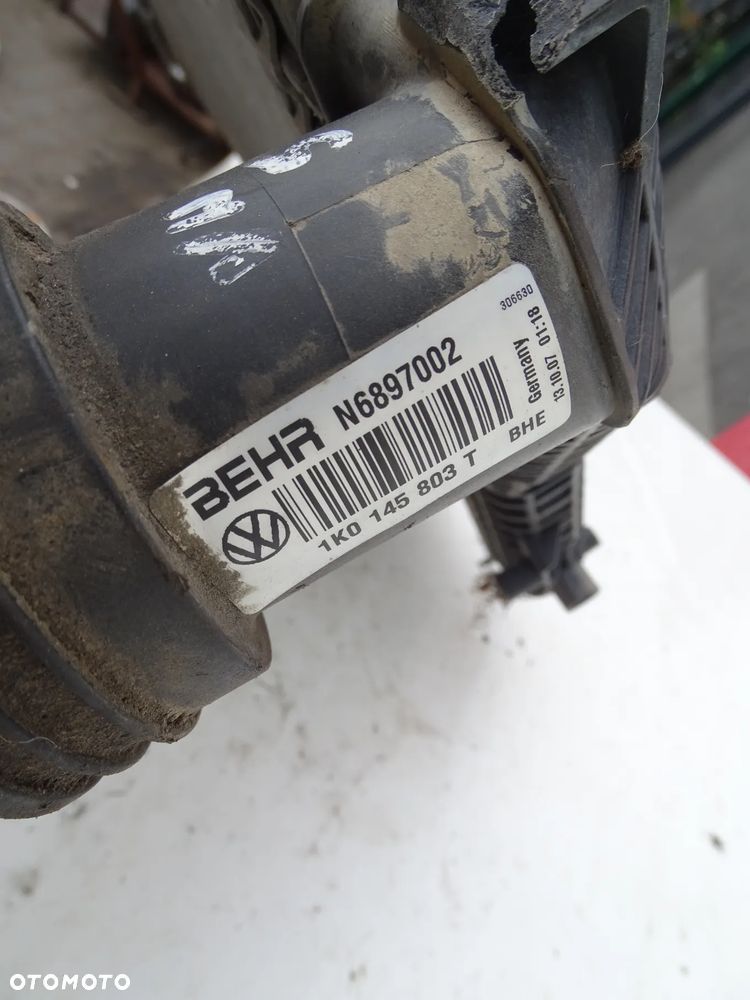 BEHR N6897002
1K0 145 803 T
BHE
Germany
13.10.07 01:18
306630
OTOMOTO